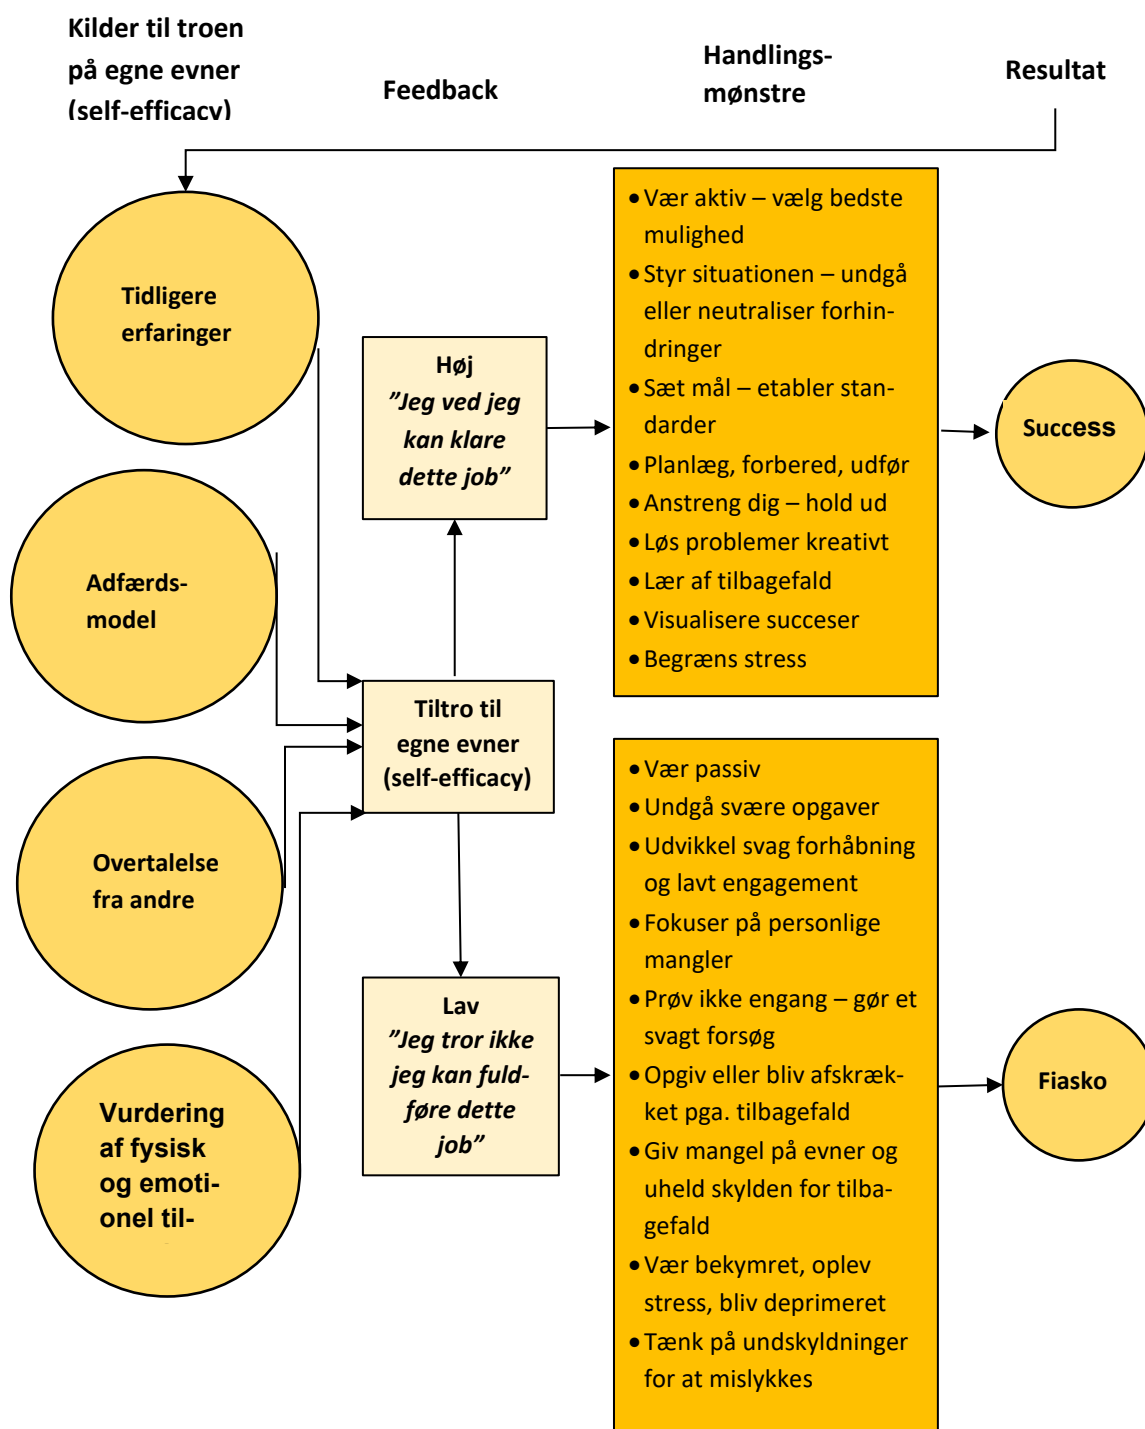 Kilder til troen
på egne evner
(self-efficacy)
Feedback
Handlings-
mønstre
Resultat
Tidligere
erfaringer
Adfærds-
model
Overtalelse
fra andre
Vurdering
af fysisk
og emoti-
onel til-
Høj
”Jeg ved jeg
kan klare
dette job”
Tiltro til
egne evner
(self-efficacy)
Lav
”Jeg tror ikke
jeg kan fuld-
føre dette
job”
• Vær aktiv – vælg bedste
mulighed
• Styr situationen – undgå
eller neutraliser forhin-
dringer
• Sæt mål – etabler stan-
darder
• Planlæg, forbered, udfør
• Anstreng dig – hold ud
• Løs problemer kreativt
• Lær af tilbagefald
• Visualisere succeser
• Begræns stress
• Vær passiv
• Undgå svære opgaver
• Udvikkel svag forhåbning
og lavt engagement
• Fokuser på personlige
mangler
• Prøv ikke engang – gør et
svagt forsøg
• Opgiv eller bliv afskræk-
ket pga. tilbagefald
• Giv mangel på evner og
uheld skylden for tilba-
gefald
• Vær bekymret, oplev
stress, bliv deprimeret
• Tænk på undskyldninger
for at mislykkes
Success
Fiasko